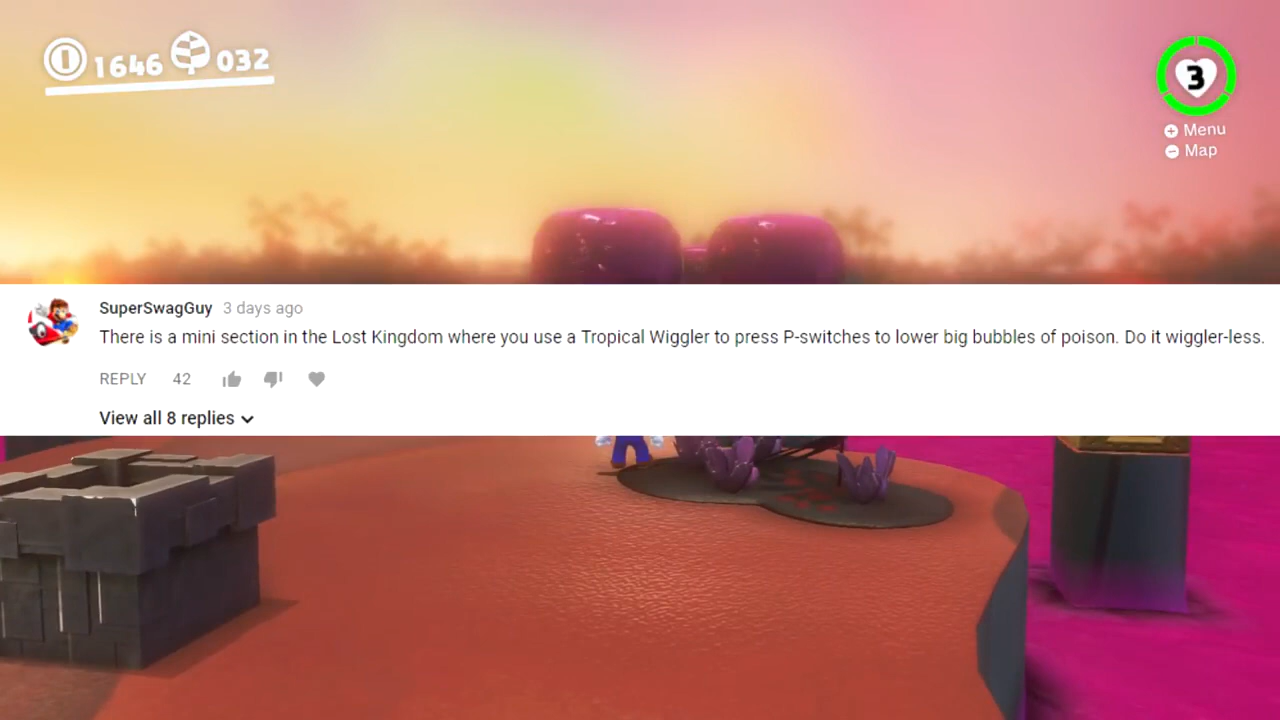 1646 032
3
Menu
Map
SuperSwagGuy 3 days ago
There is a mini section in the Lost Kingdom where you use a Tropical Wiggler to press P-switches to lower big bubbles of poison. Do it wiggler-less.
REPLY 42
View all 8 replies